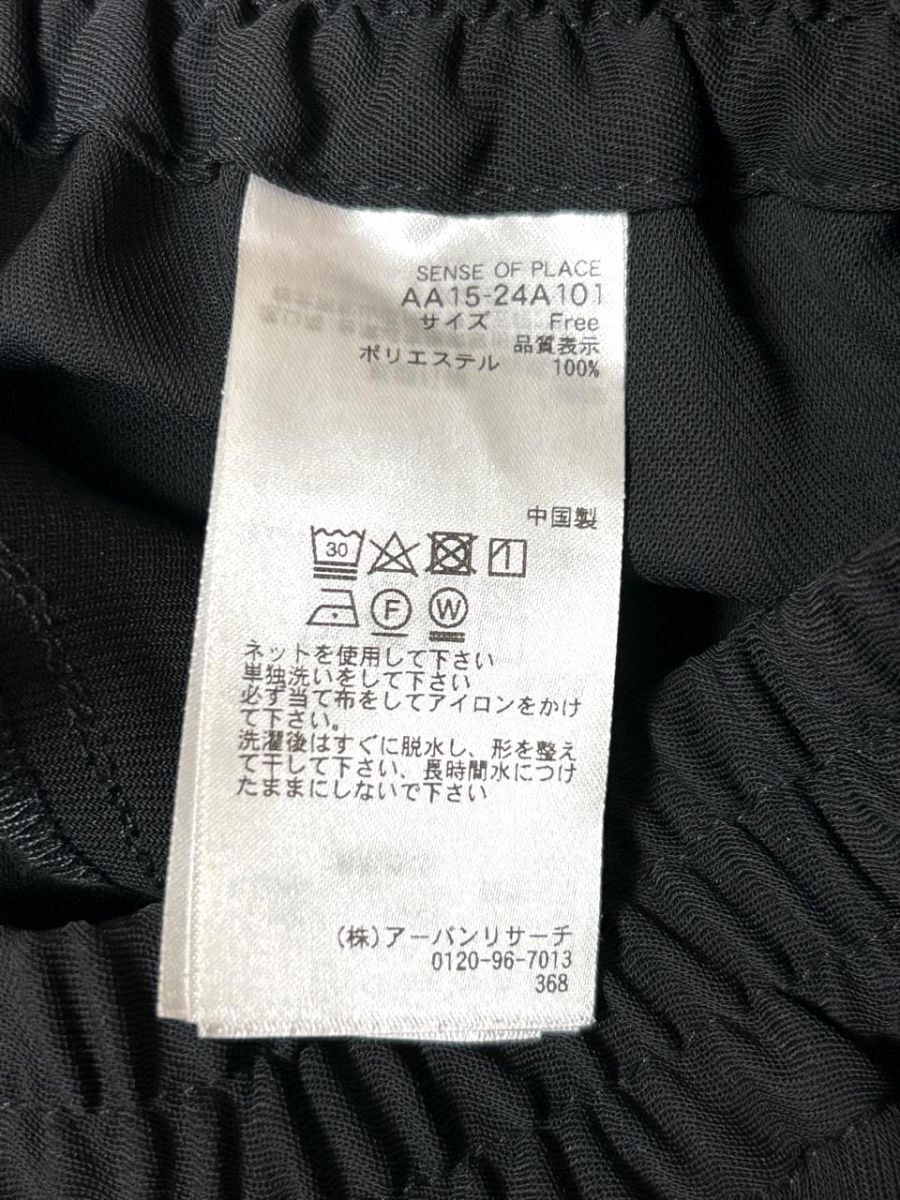 SENSE OF PLACE
AA15-24A101
サイズ Free
品質表示
ポリエステル 100%
中国製
30
F W
ネットを使用して下さい
単独洗いをして下さい
必ず当て布をしてアイロンをかけ
て下さい。
洗濯後はすぐに脱水し、形を整え
て干して下さい、長時間水につけ
たままにしないで下さい
(株)アーバンリサーチ
0120-96-7013
368